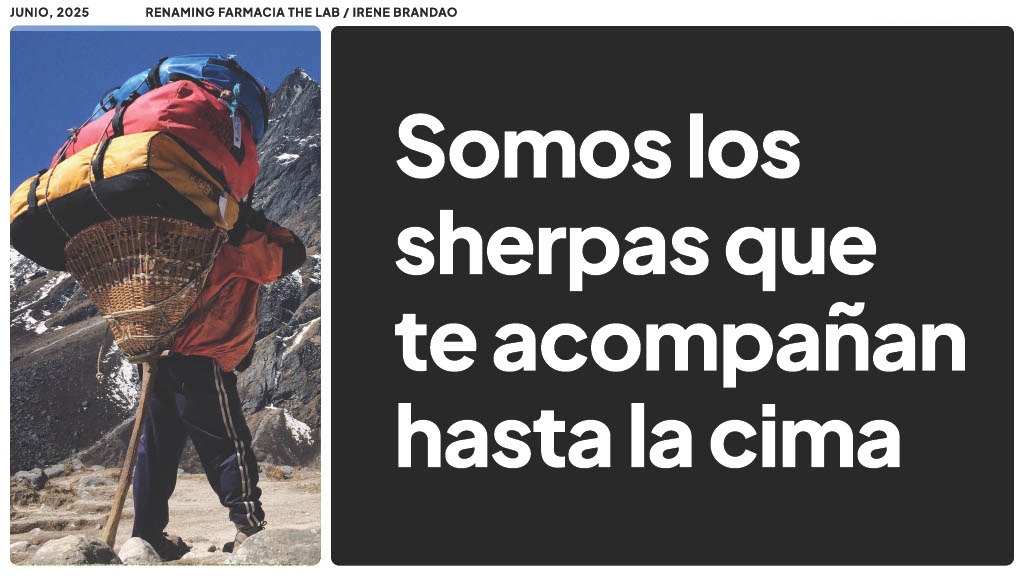 JUNIO, 2025
RENAMING FARMACIA THE LAB / IRENE BRANDAO
Somos los
sherpas que
te acompañan
hasta la cima